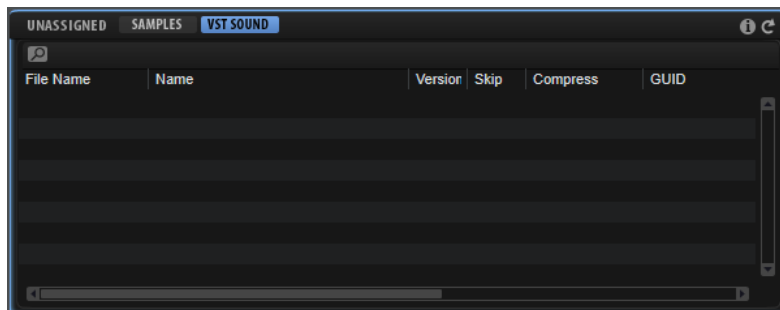 UNASSIGNED SAMPLES VST SOUND
File Name Name Version Skip Compress GUID